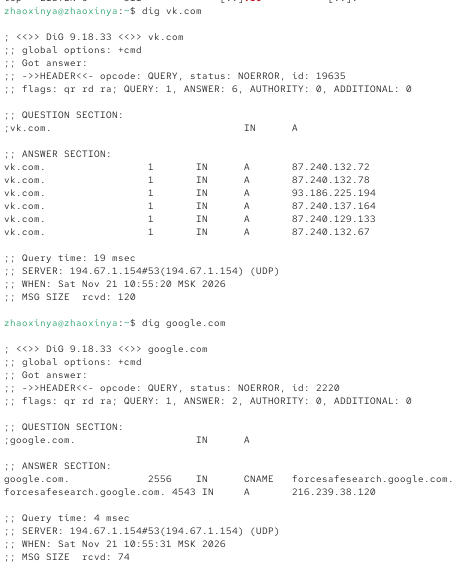 zhaoxinya@zhaoxinya:~$ dig vk.com
; <<>> DiG 9.18.33 <<>> vk.com
;; global options: +cmd
;; Got answer:
;; ->>HEADER<<- opcode: QUERY, status: NOERROR, id: 19635
;; flags: qr rd ra; QUERY: 1, ANSWER: 6, AUTHORITY: 0, ADDITIONAL: 0
;; QUESTION SECTION:
;vk.com. IN A
;; ANSWER SECTION:
vk.com. 1 IN A 87.240.132.72
vk.com. 1 IN A 87.240.132.78
vk.com. 1 IN A 93.186.225.194
vk.com. 1 IN A 87.240.137.164
vk.com. 1 IN A 87.240.129.133
vk.com. 1 IN A 87.240.132.67
;; Query time: 19 msec
;; SERVER: 194.67.1.154#53(194.67.1.154) (UDP)
;; WHEN: Sat Nov 21 10:55:20 MSK 2026
;; MSG SIZE rcvd: 120
zhaoxinya@zhaoxinya:~$ dig google.com
; <<>> DiG 9.18.33 <<>> google.com
;; global options: +cmd
;; Got answer:
;; ->>HEADER<<- opcode: QUERY, status: NOERROR, id: 2220
;; flags: qr rd ra; QUERY: 1, ANSWER: 2, AUTHORITY: 0, ADDITIONAL: 0
;; QUESTION SECTION:
;google.com. IN A
;; ANSWER SECTION:
google.com. 2556 IN CNAME forcesafesearch.google.com.
forcesafesearch.google.com. 4543 IN A 216.239.38.120
;; Query time: 4 msec
;; SERVER: 194.67.1.154#53(194.67.1.154) (UDP)
;; WHEN: Sat Nov 21 10:55:31 MSK 2026
;; MSG SIZE rcvd: 74